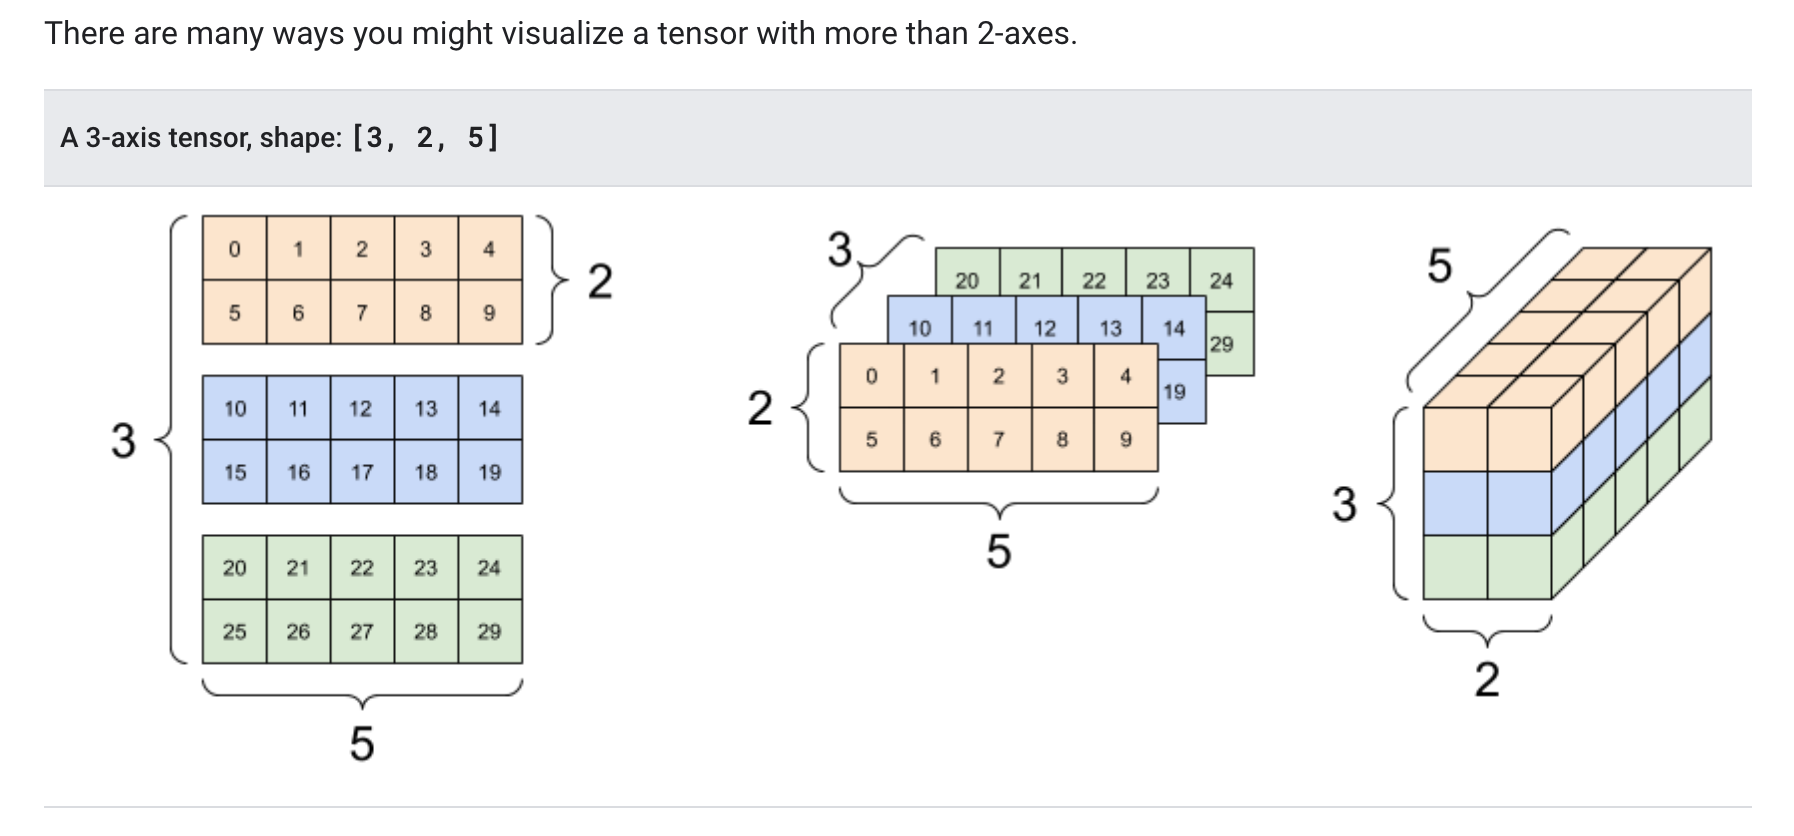 There are many ways you might visualize a tensor with more than 2-axes.
A 3-axis tensor, shape: [3, 2, 5]
0 1 2 3 4
5 6 7 8 9
2
10 11 12 13 14
15 16 17 18 19
3
20 21 22 23 24
25 26 27 28 29
5
3
20 21 22 23 24
10 11 12 13 14
29
0 1 2 3 4
19
2
5 6 7 8 9
5
5
3
2